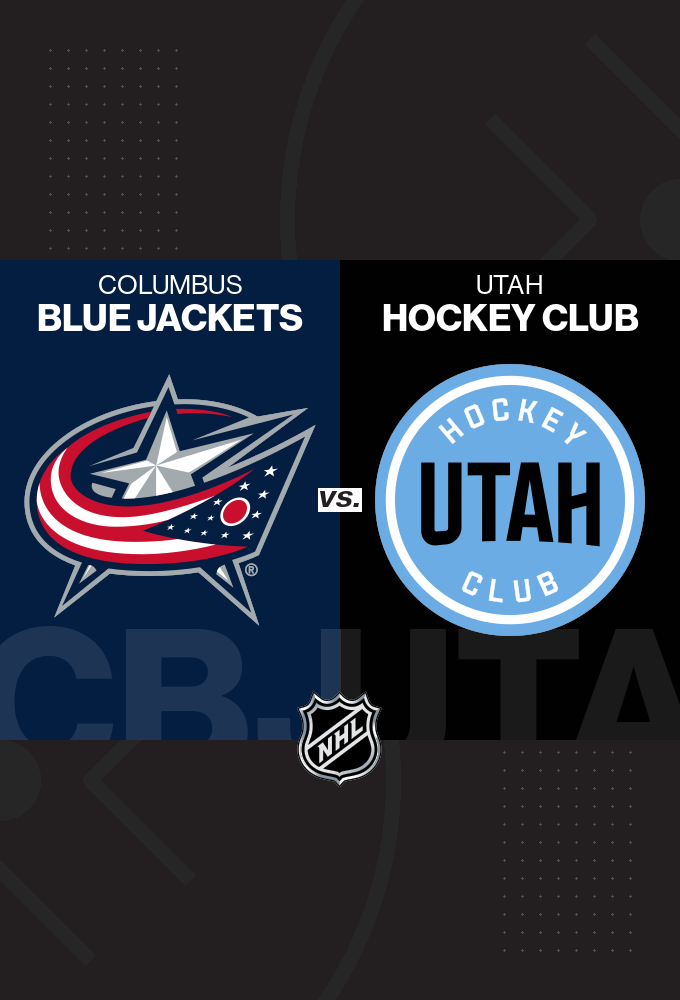 COLUMBUS
BLUE JACKETS
UTAH
HOCKEY CLUB
vs.
®
HOCKEY
UTAH
CLUB
CBJ
UTA
NHL